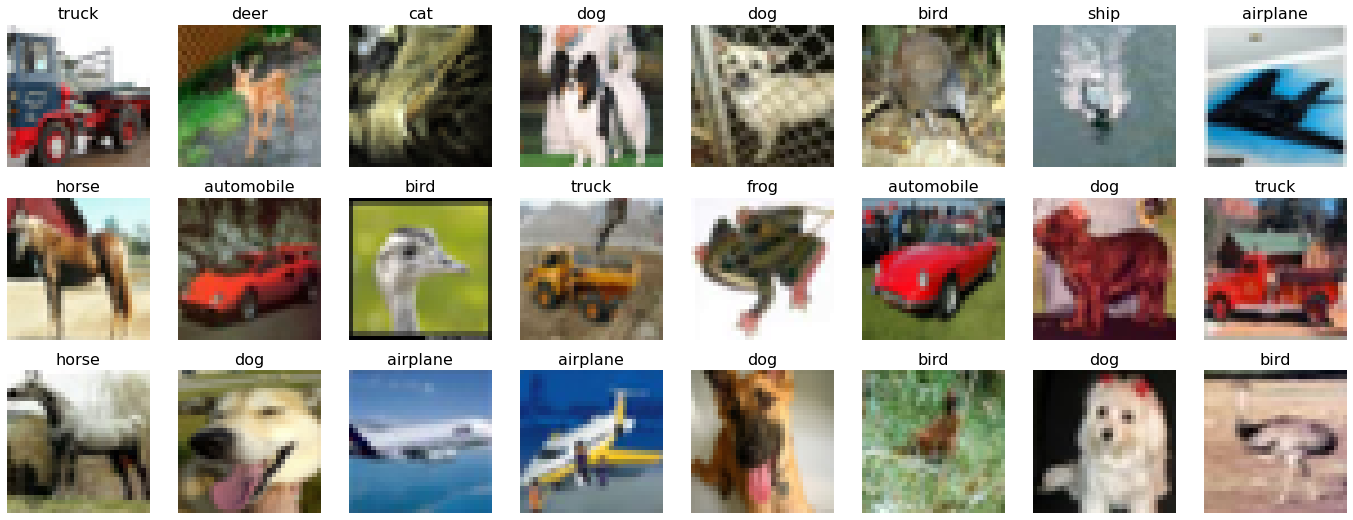 truck deer cat dog dog bird ship airplane
horse automobile bird truck frog automobile dog truck
horse dog airplane airplane dog bird dog bird